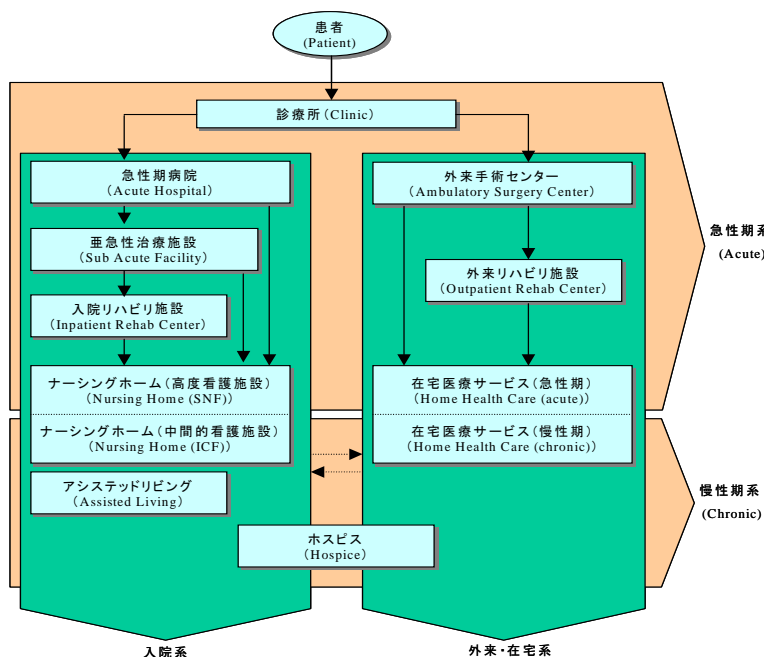 患者
(Patient)
診療所(Clinic)
急性期病院
(Acute Hospital)
外来手術センター
(Ambulatory Surgery Center)
亜急性治療施設
(Sub Acute Facility)
外来リハビリ施設
(Outpatient Rehab Center)
入院リハビリ施設
(Inpatient Rehab Center)
急性期系
(Acute)
ナーシングホーム(高度看護施設)
(Nursing Home (SNF))
ナーシングホーム(中間的看護施設)
(Nursing Home (ICF))
在宅医療サービス(急性期)
(Home Health Care (acute))
在宅医療サービス(慢性期)
(Home Health Care (chronic))
アシステッドリビング
(Assisted Living)
慢性期系
(Chronic)
ホスピス
(Hospice)
入院系
外来・在宅系